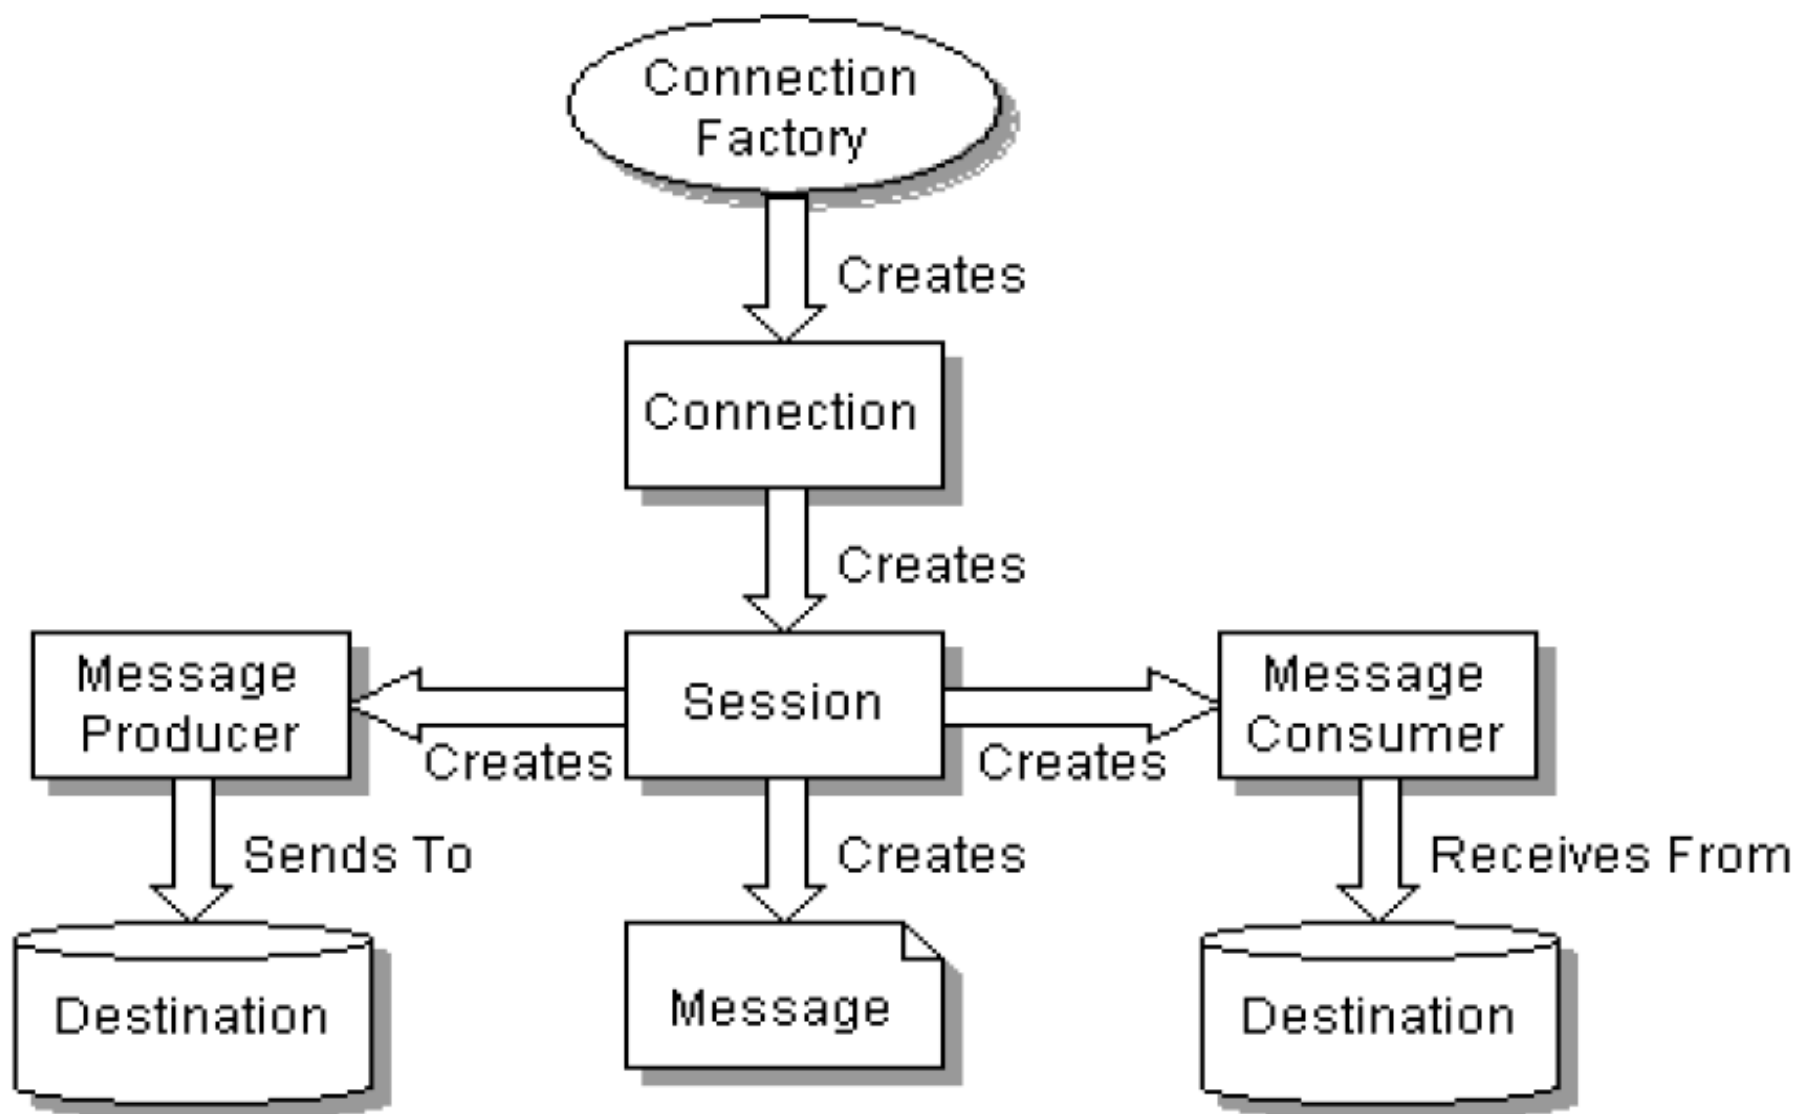 Connection
Factory
Creates
Connection
Creates
Message
Producer
Session
Message
Consumer
Creates
Creates
Sends To
Creates
Receives From
Destination
Message
Destination